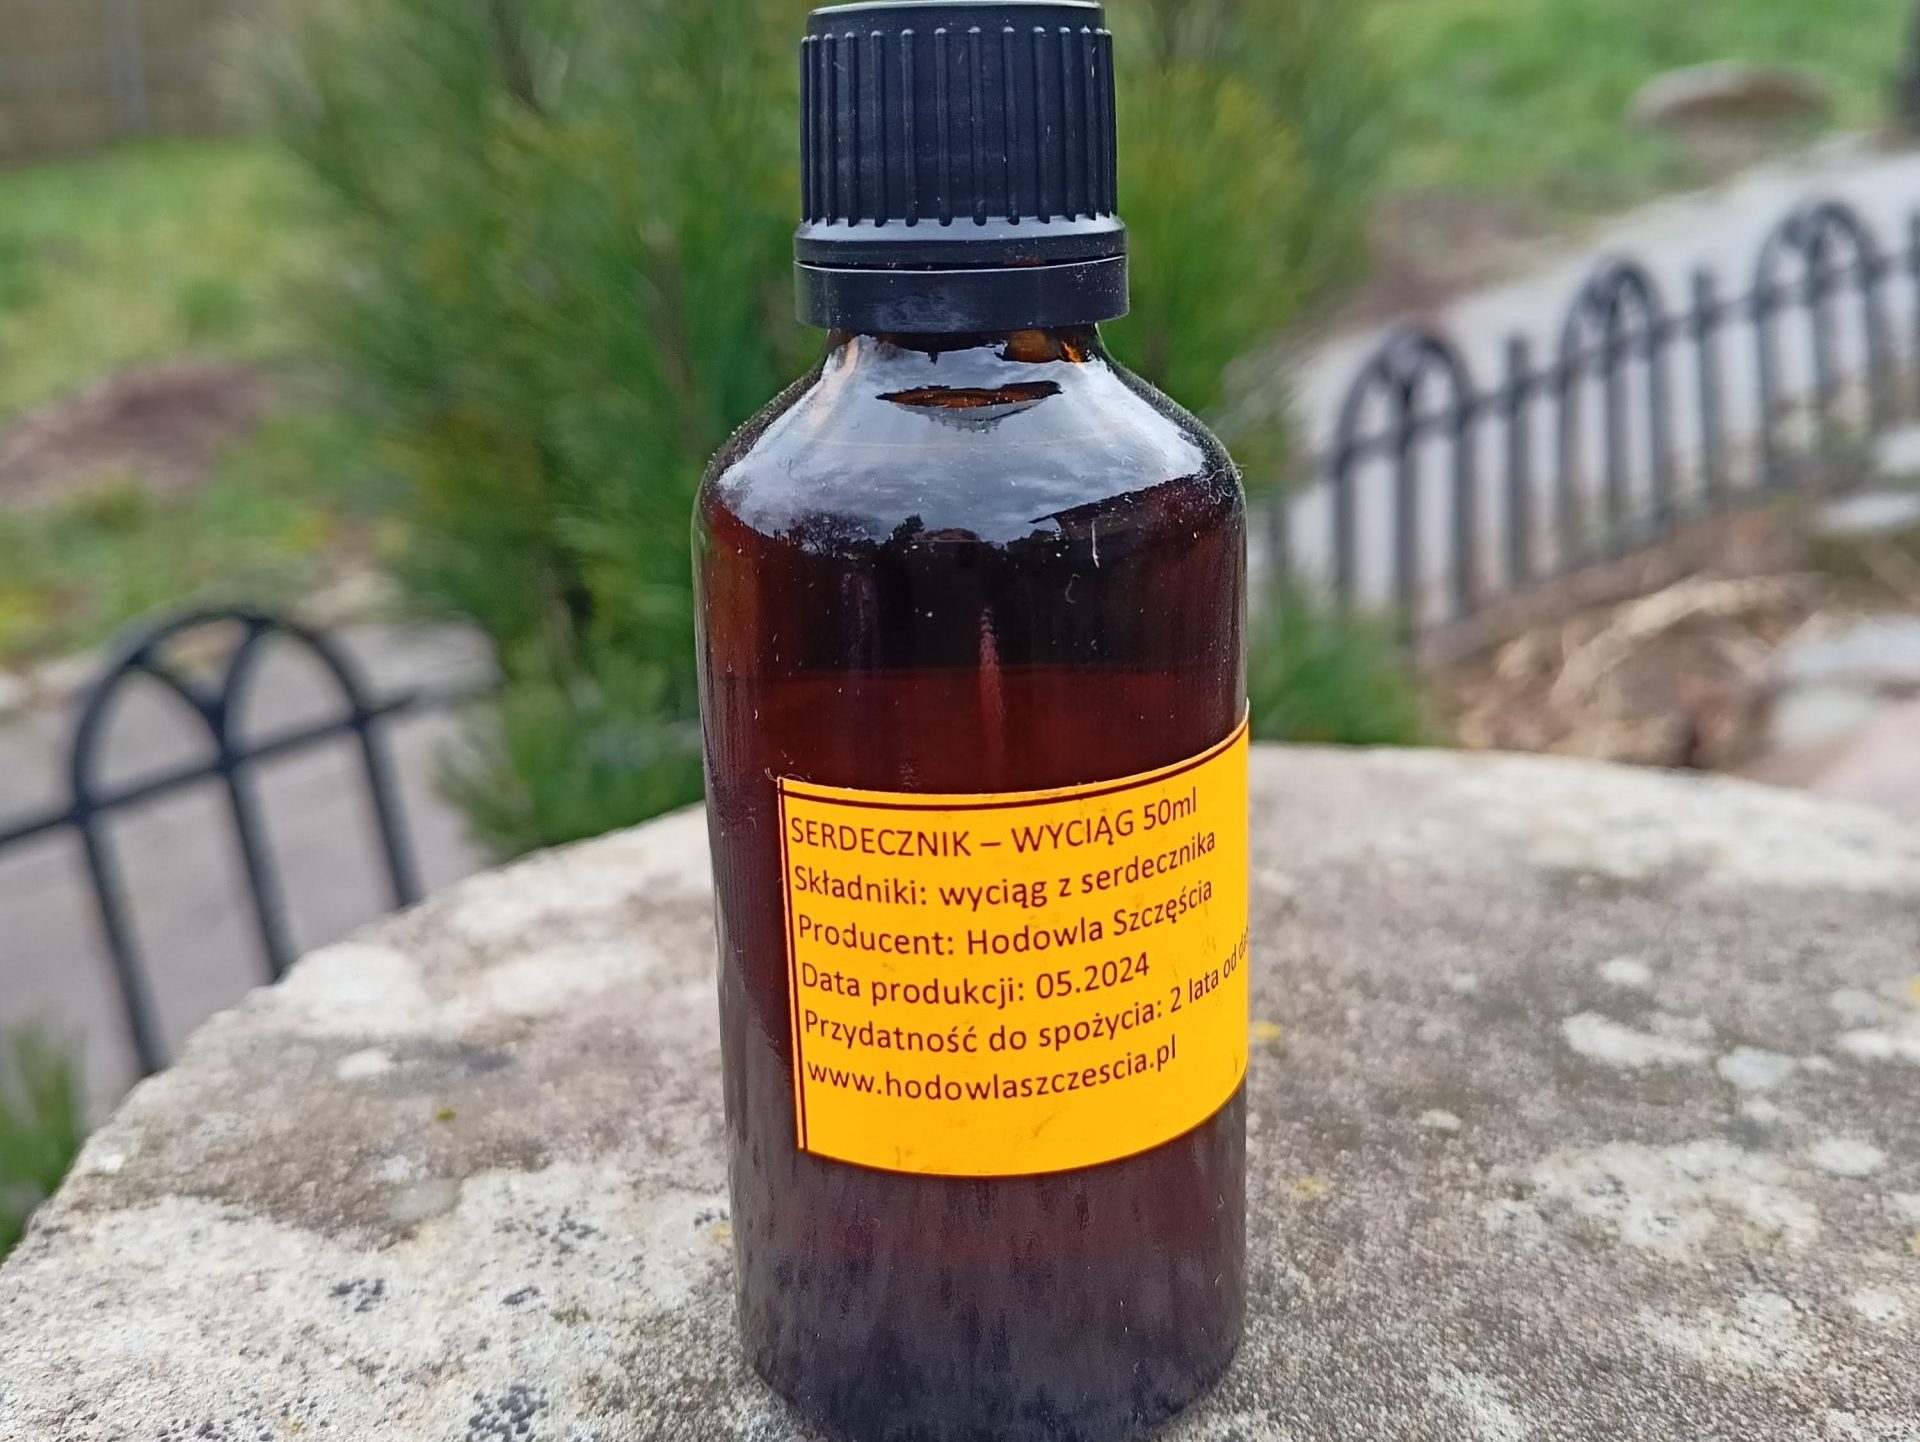 SERDECZNIK – WYCIĄG 50ml
Składniki: wyciąg z serdecznika
Producent: Hodowla Szczęścia
Data produkcji: 05.2024
Przydatność do spożycia: 2 lata od
www.hodowlaszczescia.pl